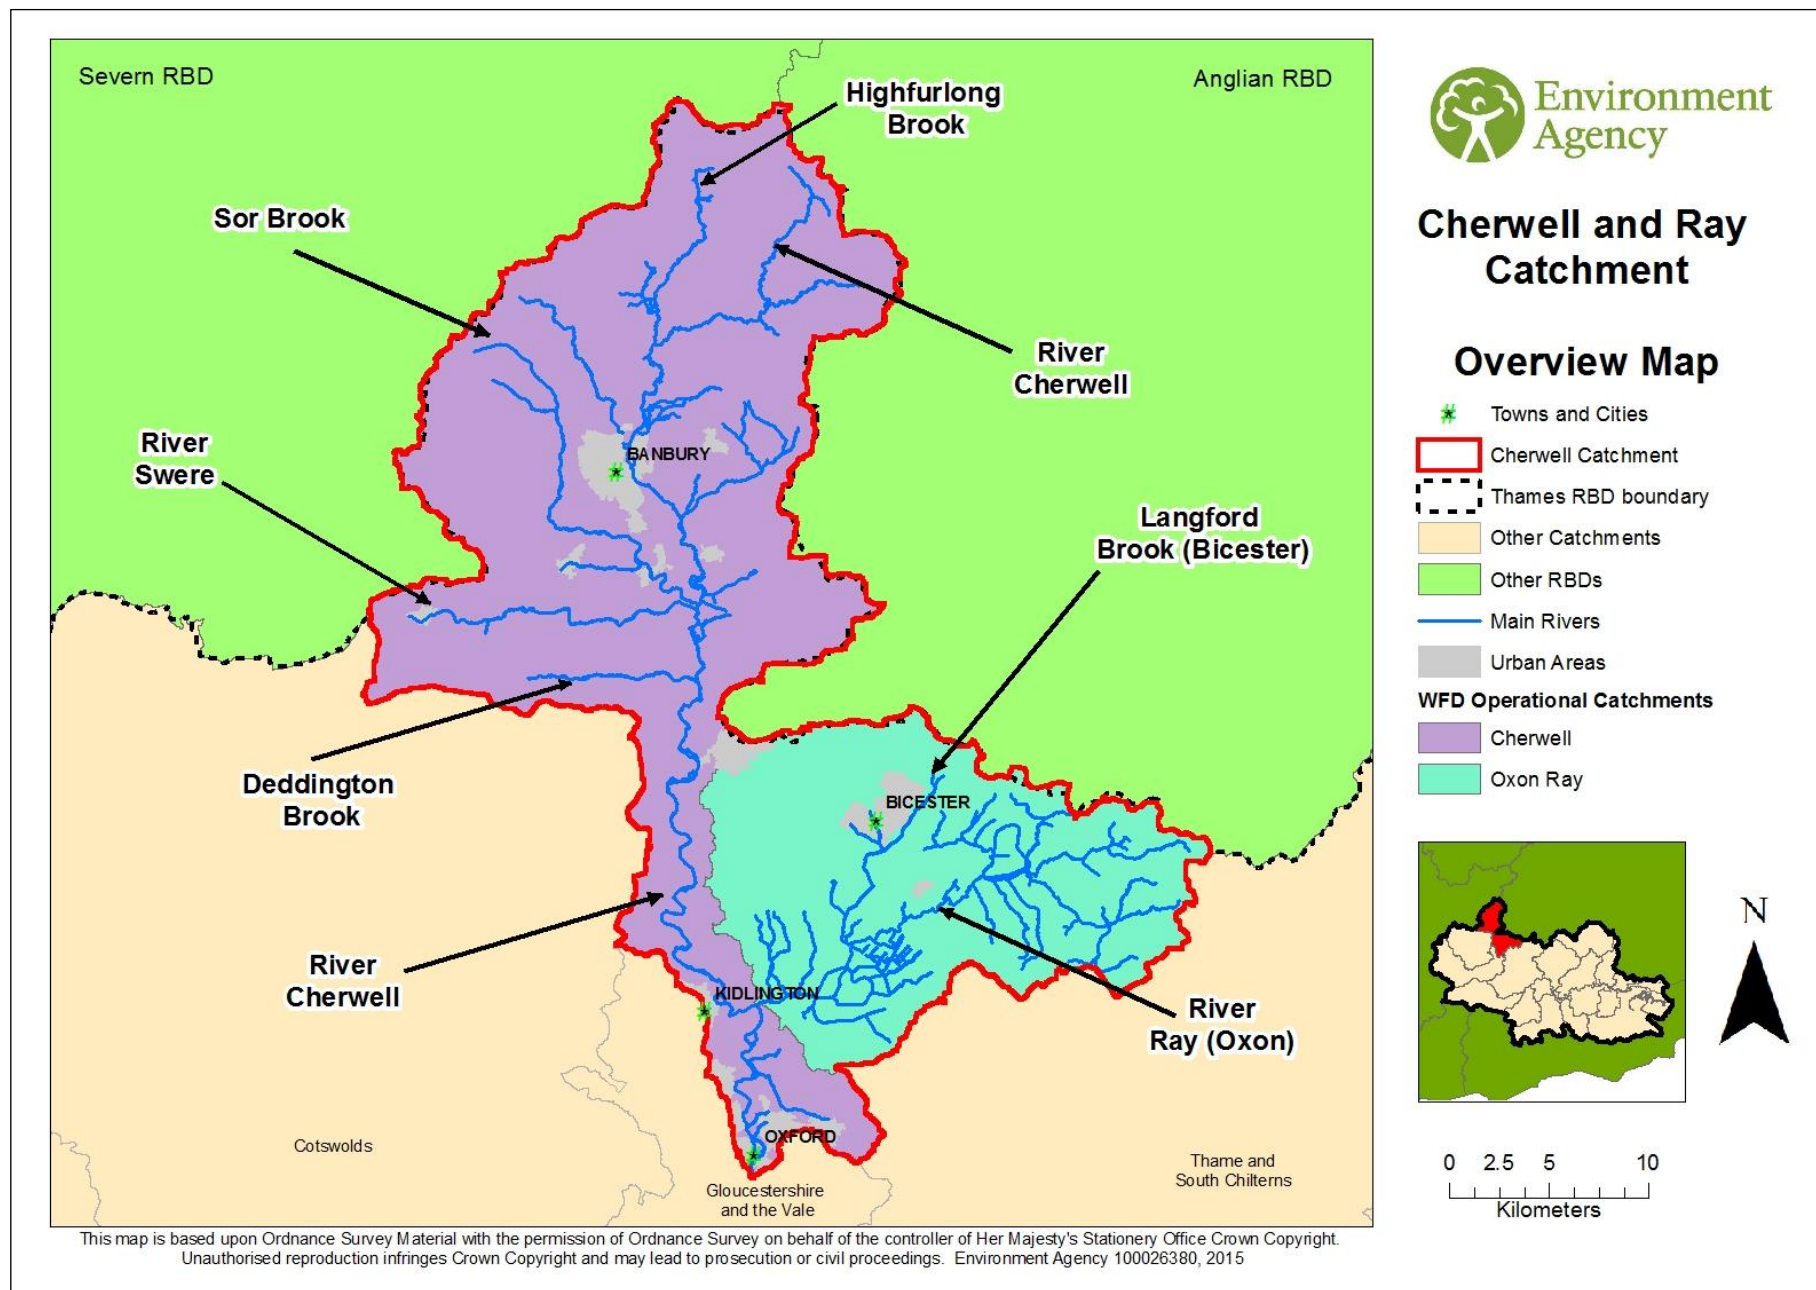 Severn RBD
Anglian RBD
Highfurlong
Brook
Sor Brook
River
Cherwell
River
Swere
BANBURY
Langford
Brook (Bicester)
Deddington
Brook
BICESTER
River
Cherwell
KIDLINGTON
River
Ray (Oxon)
OXFORD
Cotswolds
Gloucestershire
and the Vale
Thame and
South Chilterns
Environment
Agency
Cherwell and Ray
Catchment
Overview Map
Towns and Cities
Cherwell Catchment
Thames RBD boundary
Other Catchments
Other RBDs
Main Rivers
Urban Areas
WFD Operational Catchments
Cherwell
Oxon Ray
N
0 2.5 5 10
Kilometers
This map is based upon Ordnance Survey Material with the permission of Ordnance Survey on behalf of the controller of Her Majesty's Stationery Office Crown Copyright.
Unauthorised reproduction infringes Crown Copyright and may lead to prosecution or civil proceedings. Environment Agency 100026380, 2015